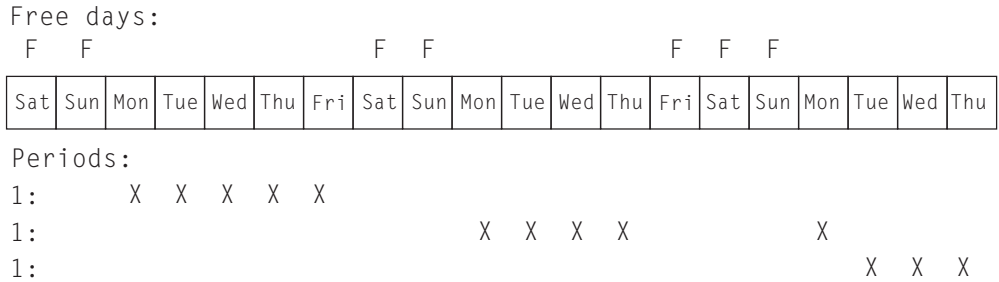 Free days:
F F F F F F F
Sat Sun Mon Tue Wed Thu Fri Sat Sun Mon Tue Wed Thu Fri Sat Sun Mon Tue Wed Thu
Periods:
1: X X X X X
1: X X X X X
1: X X X